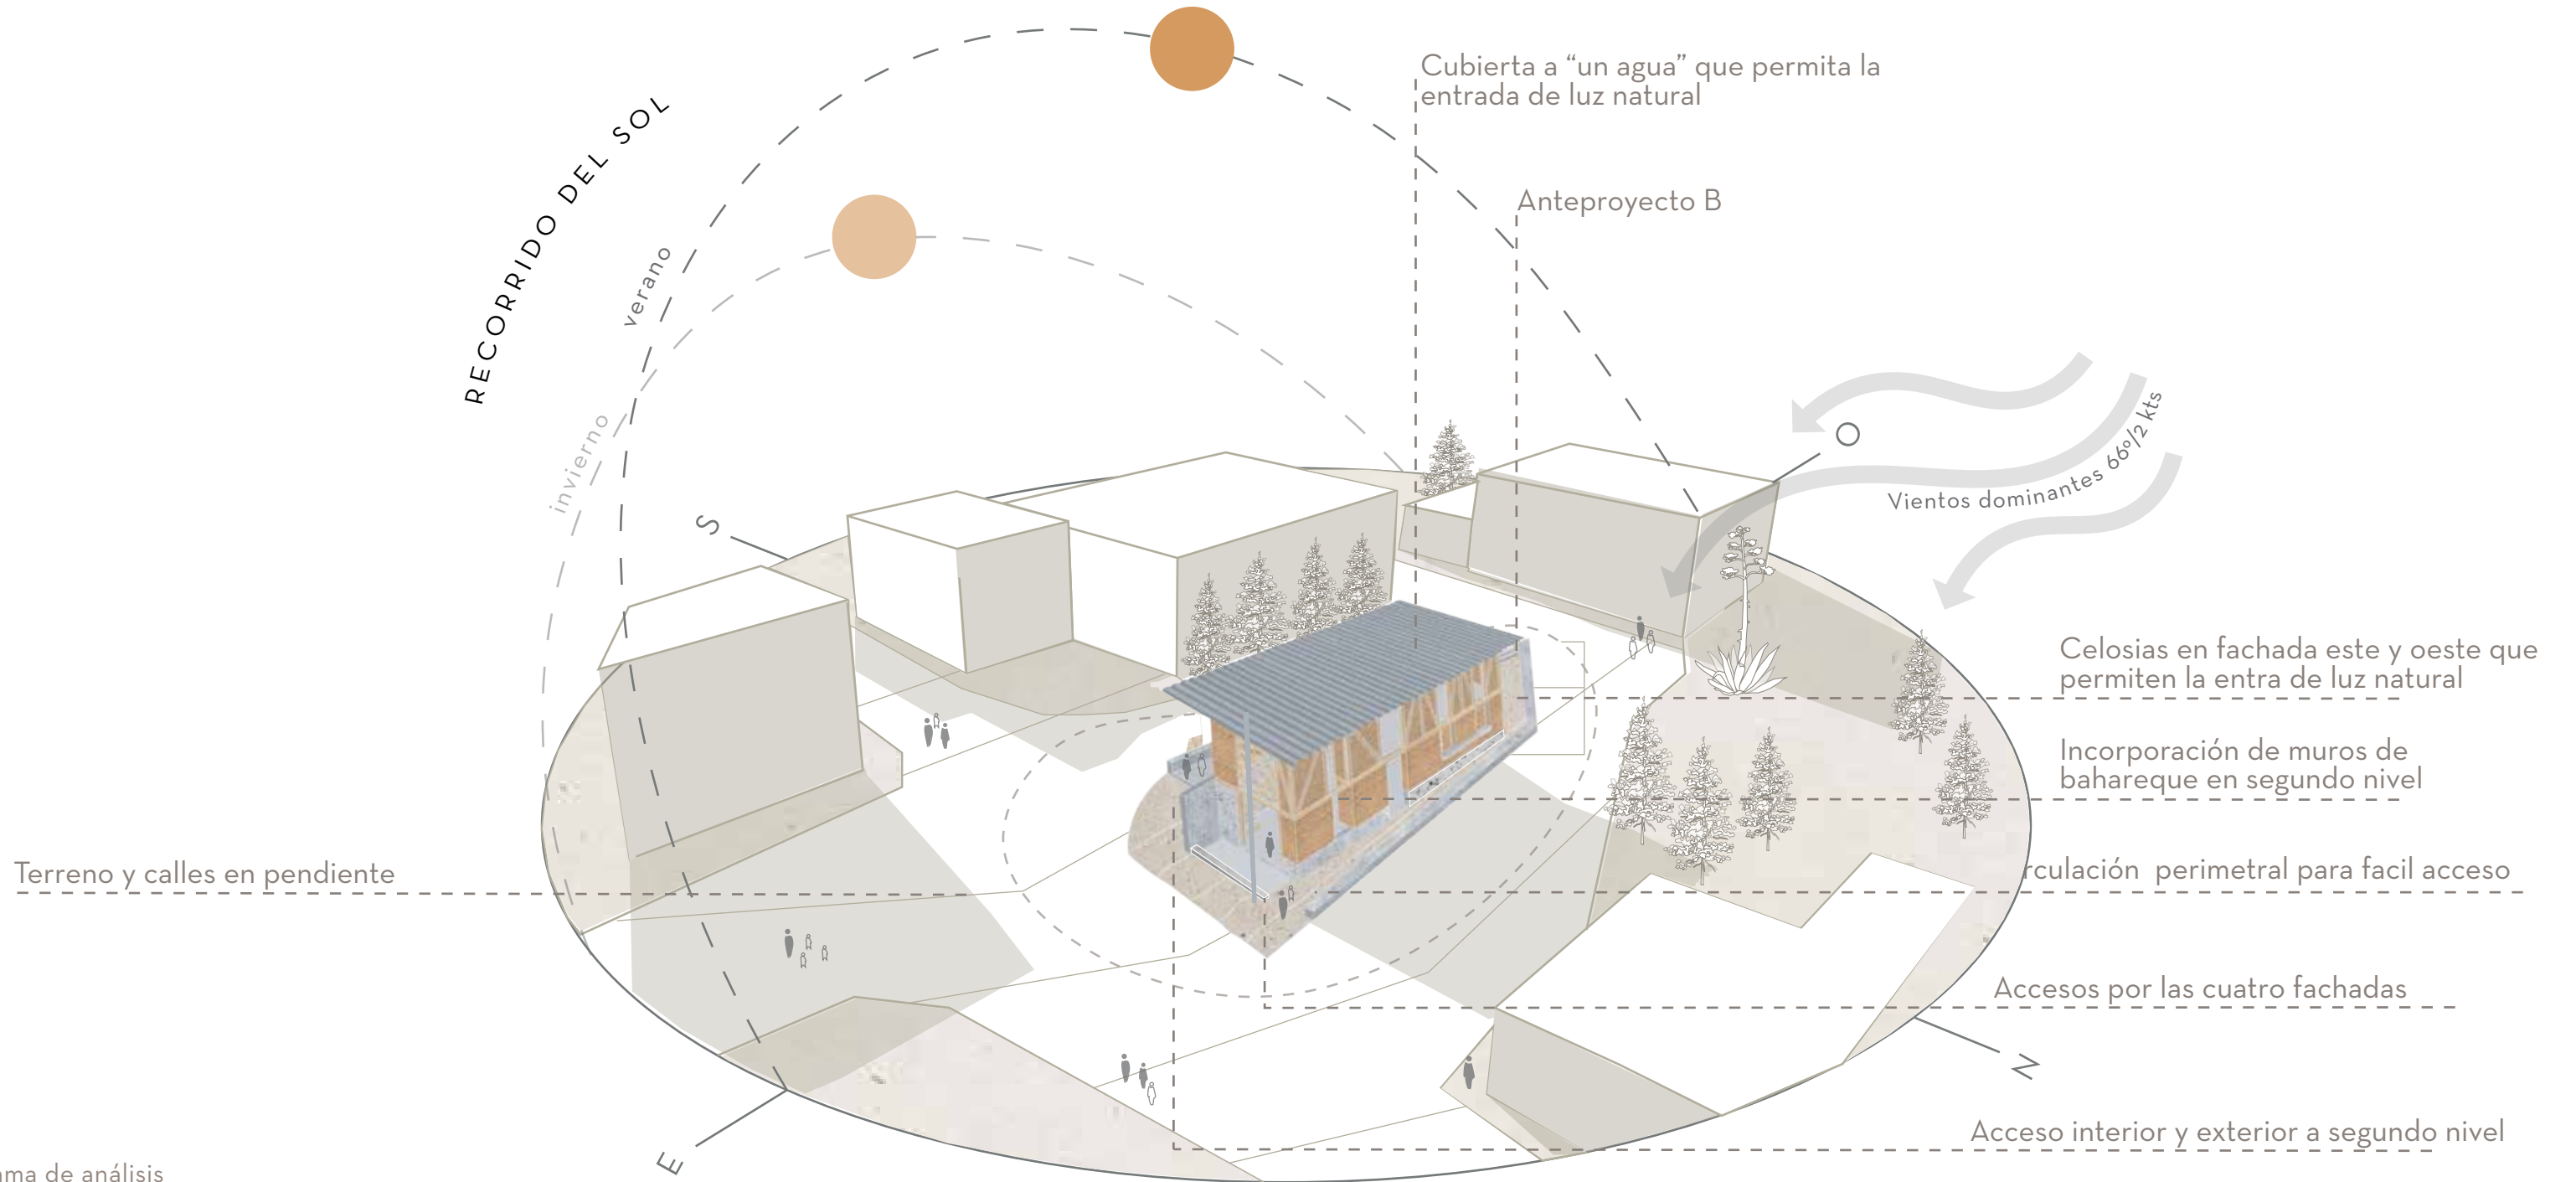 Cubierta a “un agua” que permita la
entrada de luz natural
RECORRIDO DEL SOL
Anteproyecto B
verano
invierno
O
Vientos dominantes 66º/2 kts
S
Celosias en fachada este y oeste que
permiten la entra de luz natural
Incorporación de muros de
bahareque en segundo nivel
Terreno y calles en pendiente
rculación perimetral para facil acceso
Accesos por las cuatro fachadas
N
Acceso interior y exterior a segundo nivel
E
ma de análisis